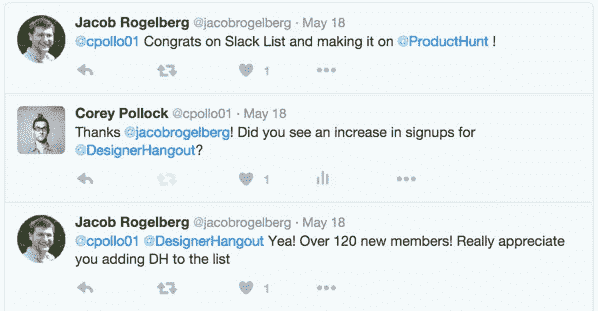 Jacob Rogelberg @jacobrogelberg · May 18
@cpollo01 Congrats on Slack List and making it on @ProductHunt !
1
Corey Pollock @cpollo01 · May 18
Thanks @jacobrogelberg! Did you see an increase in signups for
@DesignerHangout?
1
Jacob Rogelberg @jacobrogelberg · May 18
@cpollo01 @DesignerHangout Yea! Over 120 new members! Really appreciate
you adding DH to the list
1